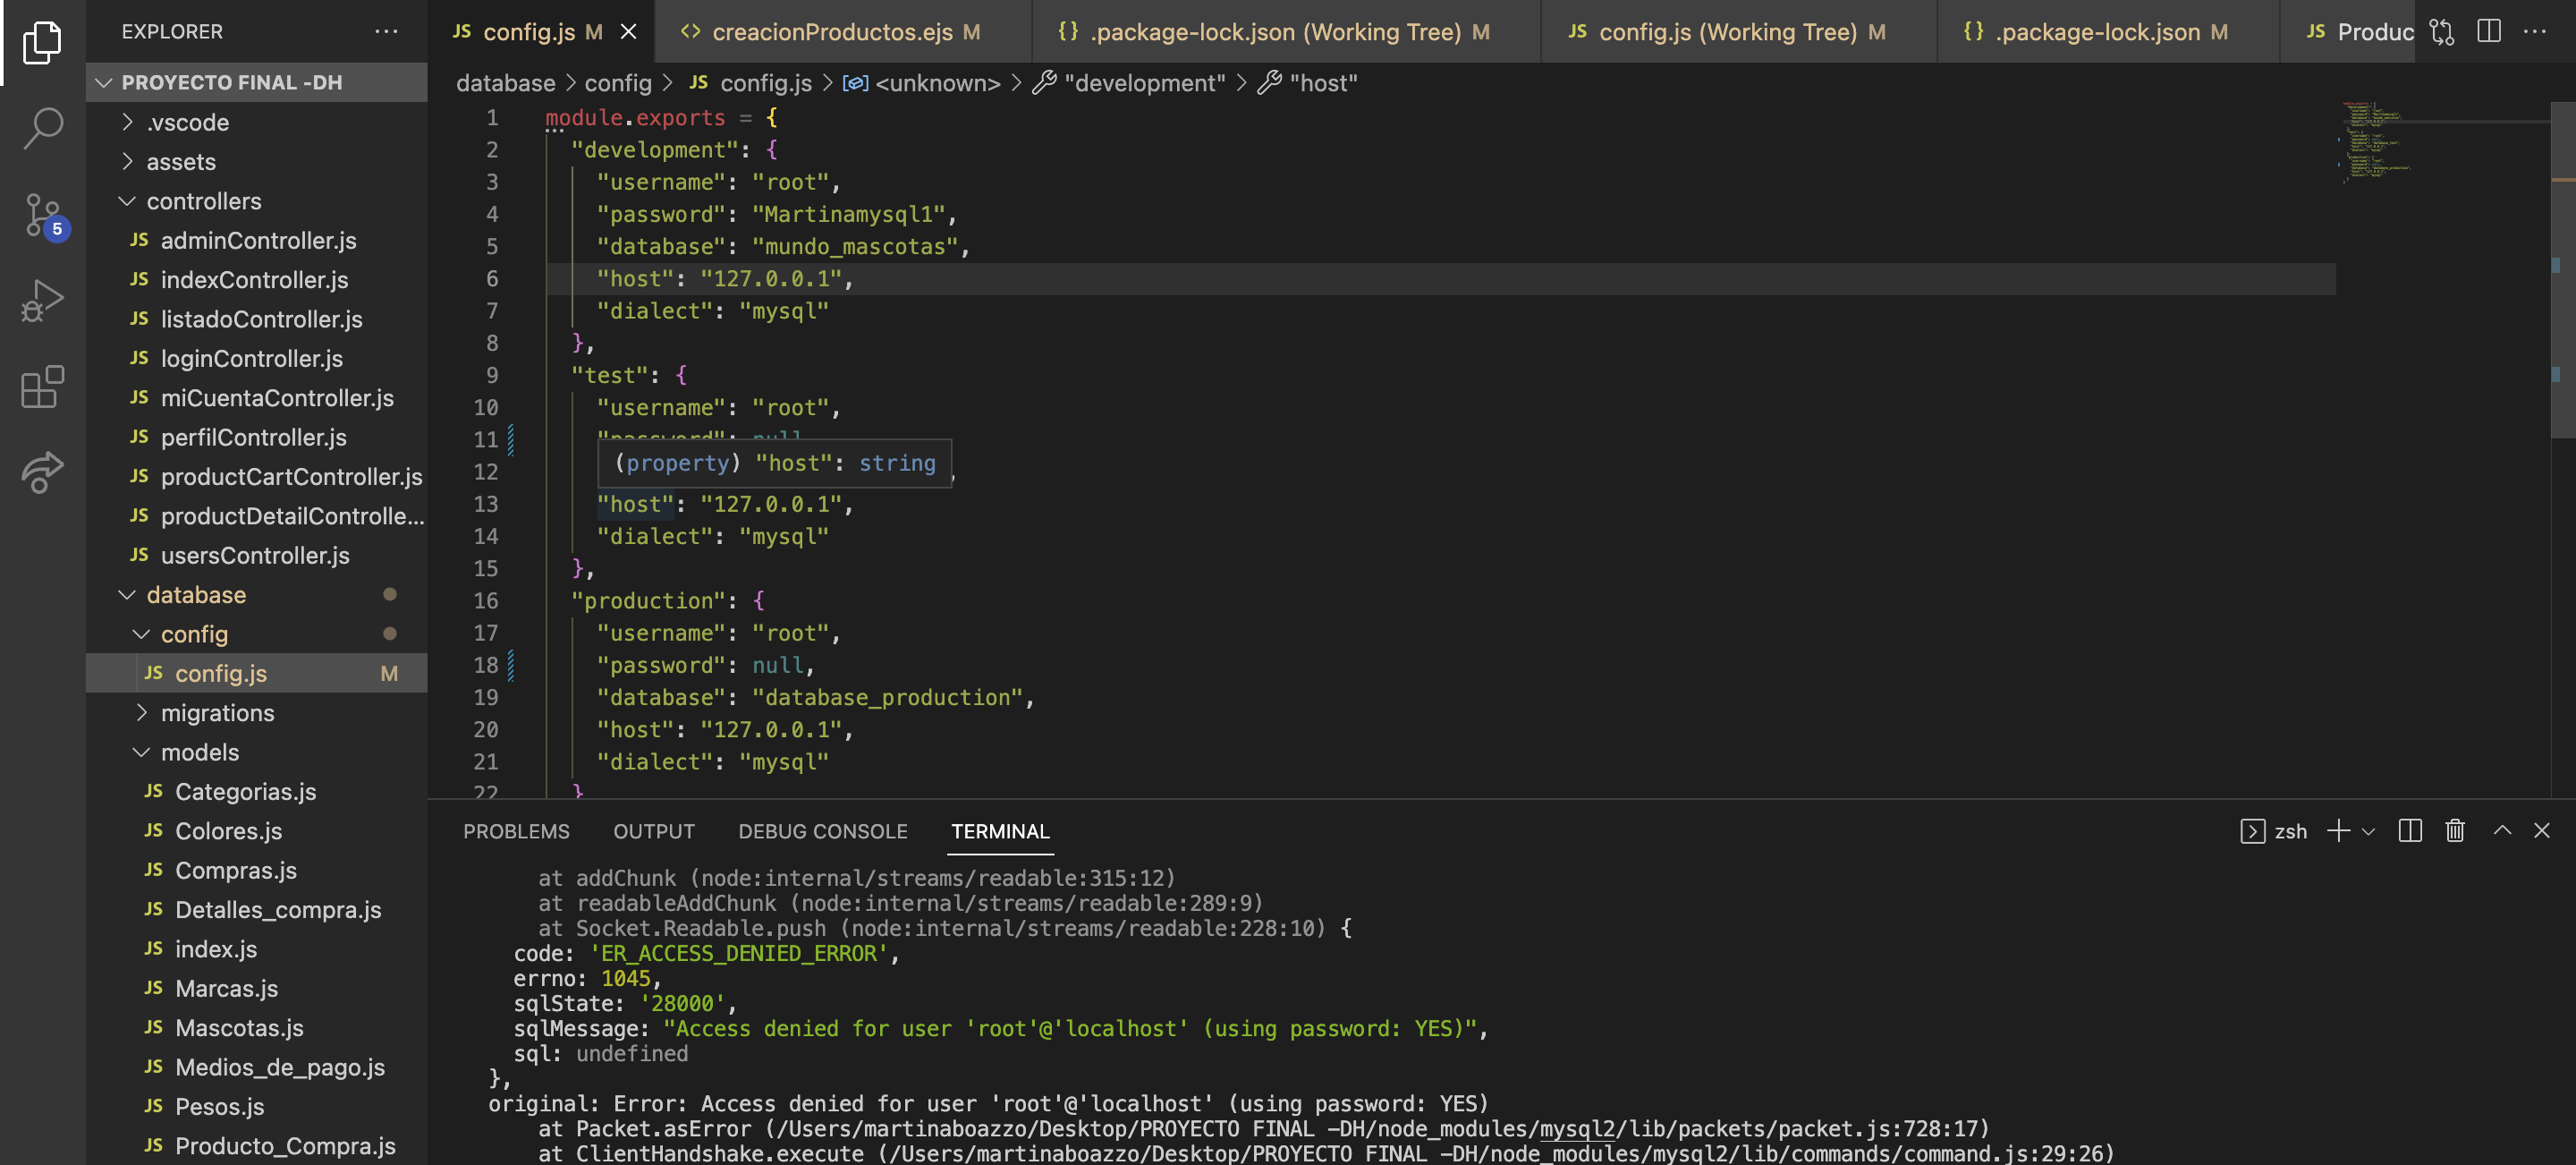 EXPLORER
PROYECTO FINAL -DH
.vscode
assets
controllers
JS adminController.js
JS indexController.js
JS listadoController.js
JS loginController.js
JS miCuentaController.js
JS perfilController.js
JS productCartController.js
JS productDetailControlle...
JS usersController.js
database
config
JS config.js M
migrations
models
JS Categorias.js
JS Colores.js
JS Compras.js
JS Detalles_compra.js
JS index.js
JS Marcas.js
JS Mascotas.js
JS Medios_de_pago.js
JS Pesos.js
JS Producto_Compra.js
5
JS config.js M
<> creacionProductos.ejs M
{} .package-lock.json (Working Tree) M
JS config.js (Working Tree) M
{} .package-lock.json M
JS Produc
database > config > JS config.js > <unknown> > "development" > "host"
1 module.exports = {
2 "development": {
3 "username": "root",
4 "password": "Martinamysql1",
5 "database": "mundo_mascotas",
6 "host": "127.0.0.1",
7 "dialect": "mysql"
8 },
9 "test": {
10 "username": "root",
11 "password": null
12 ,
(property) "host": string
13 "host": "127.0.0.1",
14 "dialect": "mysql"
15 },
16 "production": {
17 "username": "root",
18 "password": null,
19 "database": "database_production",
20 "host": "127.0.0.1",
21 "dialect": "mysql"
22 }
PROBLEMS OUTPUT DEBUG CONSOLE TERMINAL
zsh
at addChunk (node:internal/streams/readable:315:12)
at readableAddChunk (node:internal/streams/readable:289:9)
at Socket.Readable.push (node:internal/streams/readable:228:10) {
code: 'ER_ACCESS_DENIED_ERROR',
errno: 1045,
sqlState: '28000',
sqlMessage: "Access denied for user 'root'@'localhost' (using password: YES)",
sql: undefined
},
original: Error: Access denied for user 'root'@'localhost' (using password: YES)
at Packet.asError (/Users/martinaboazzo/Desktop/PROYECTO FINAL -DH/node_modules/mysql2/lib/packets/packet.js:728:17)
at ClientHandshake.execute (/Users/martinaboazzo/Desktop/PROYECTO FINAL -DH/node_modules/mysql2/lib/commands/command.js:29:26)